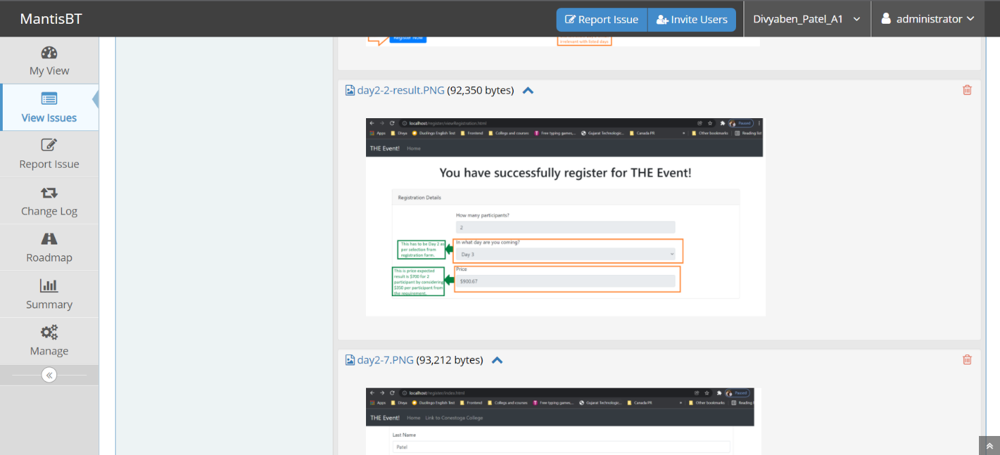 MantisBT
Report Issue
Invite Users
Divyaben_Patel_A1
administrator
My View
View Issues
Report Issue
Change Log
Roadmap
Summary
Manage
Register Now
irrelevant with listed days
day2-2-result.PNG (92,350 bytes)
localhost/register/viewRegistration.html
Paused
Apps Divya Duolingo English Test Frontend Collegs and courses Free typing games,... Gujarat Technologic... Canada PR » Other bookmarks Reading list
THE Event! Home
You have successfully register for THE Event!
Registration Details
How many participants?
2
In what day are you coming?
Day 3
This has to be Day 2 as
per selection from
registration form.
Price
$900.67
This is price expected
result is $700 for 2
participant by considering
$350 per participant from
the requirement.
day2-7.PNG (93,212 bytes)
localhost/register/index.html
Paused
Apps Divya Duolingo English Test Frontend Collegs and courses Free typing games,... Gujarat Technologic... Canada PR » Other bookmarks Reading
THE Event! Home Link to Conestoga College
Last Name
Patel